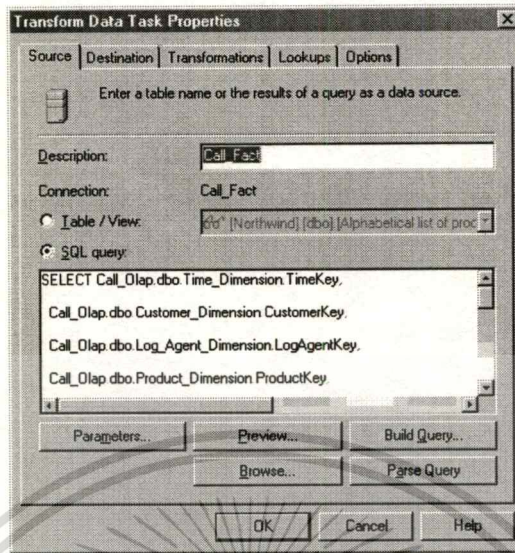 Transform Data Task Properties
Source Destination Transformations Lookups Options
Enter a table name or the results of a query as a data source.
Description: Call_Fact
Connection: Call_Fact
Table / View: [Northwind].[dbo].[Alphabetical list of proc
SQL query:
SELECT Call_Olap.dbo.Time_Dimension.TimeKey,
Call_Olap.dbo.Customer_Dimension.CustomerKey,
Call_Olap.dbo.Log_Agent_Dimension.LogAgentKey,
Call_Olap.dbo.Product_Dimension.ProductKey,
Parameters... Preview... Build Query...
Browse... Parse Query
OK Cancel Help